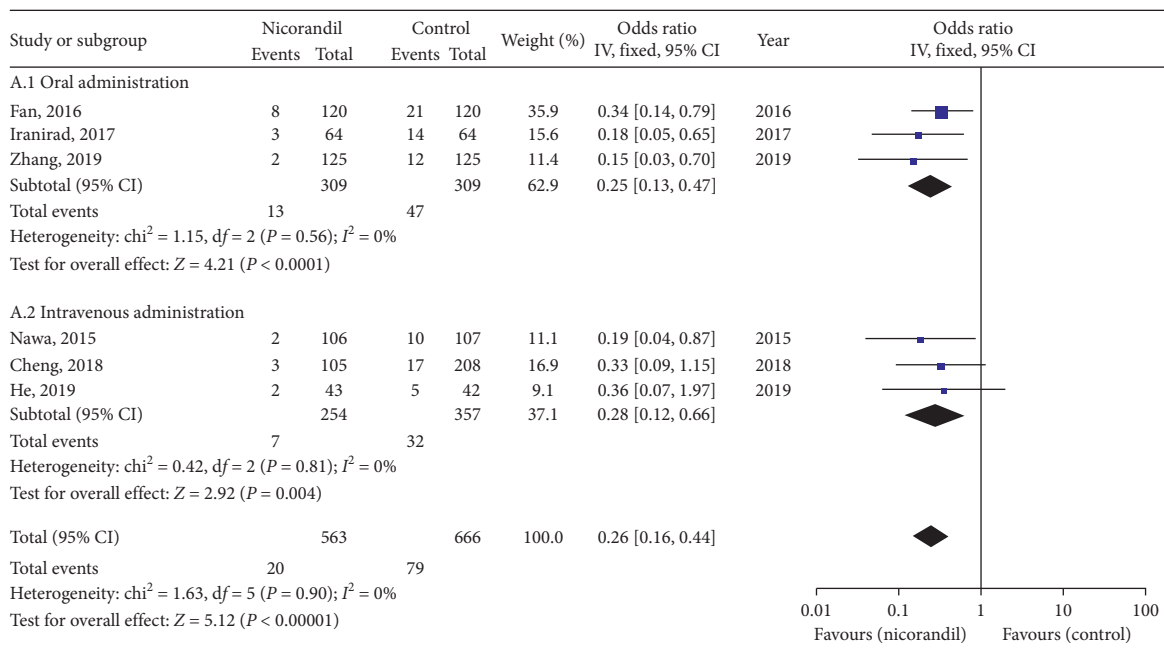 Study or subgroup Nicorandil Control Weight (%) Odds ratio Year Odds ratio
Events Total Events Total IV, fixed, 95% CI IV, fixed, 95% CI
A.1 Oral administration
Fan, 2016 8 120 21 120 35.9 0.34 [0.14, 0.79] 2016
Iranirad, 2017 3 64 14 64 15.6 0.18 [0.05, 0.65] 2017
Zhang, 2019 2 125 12 125 11.4 0.15 [0.03, 0.70] 2019
Subtotal (95% CI) 309 309 62.9 0.25 [0.13, 0.47]
Total events 13 47
Heterogeneity: chi² = 1.15, df = 2 (P = 0.56); I² = 0%
Test for overall effect: Z = 4.21 (P < 0.0001)
A.2 Intravenous administration
Nawa, 2015 2 106 10 107 11.1 0.19 [0.04, 0.87] 2015
Cheng, 2018 3 105 17 208 16.9 0.33 [0.09, 1.15] 2018
He, 2019 2 43 5 42 9.1 0.36 [0.07, 1.97] 2019
Subtotal (95% CI) 254 357 37.1 0.28 [0.12, 0.66]
Total events 7 32
Heterogeneity: chi² = 0.42, df = 2 (P = 0.81); I² = 0%
Test for overall effect: Z = 2.92 (P = 0.004)
Total (95% CI) 563 666 100.0 0.26 [0.16, 0.44]
Total events 20 79
Heterogeneity: chi² = 1.63, df = 5 (P = 0.90); I² = 0%
Test for overall effect: Z = 5.12 (P < 0.00001)
0.01 0.1 1 10 100
Favours (nicorandil) Favours (control)